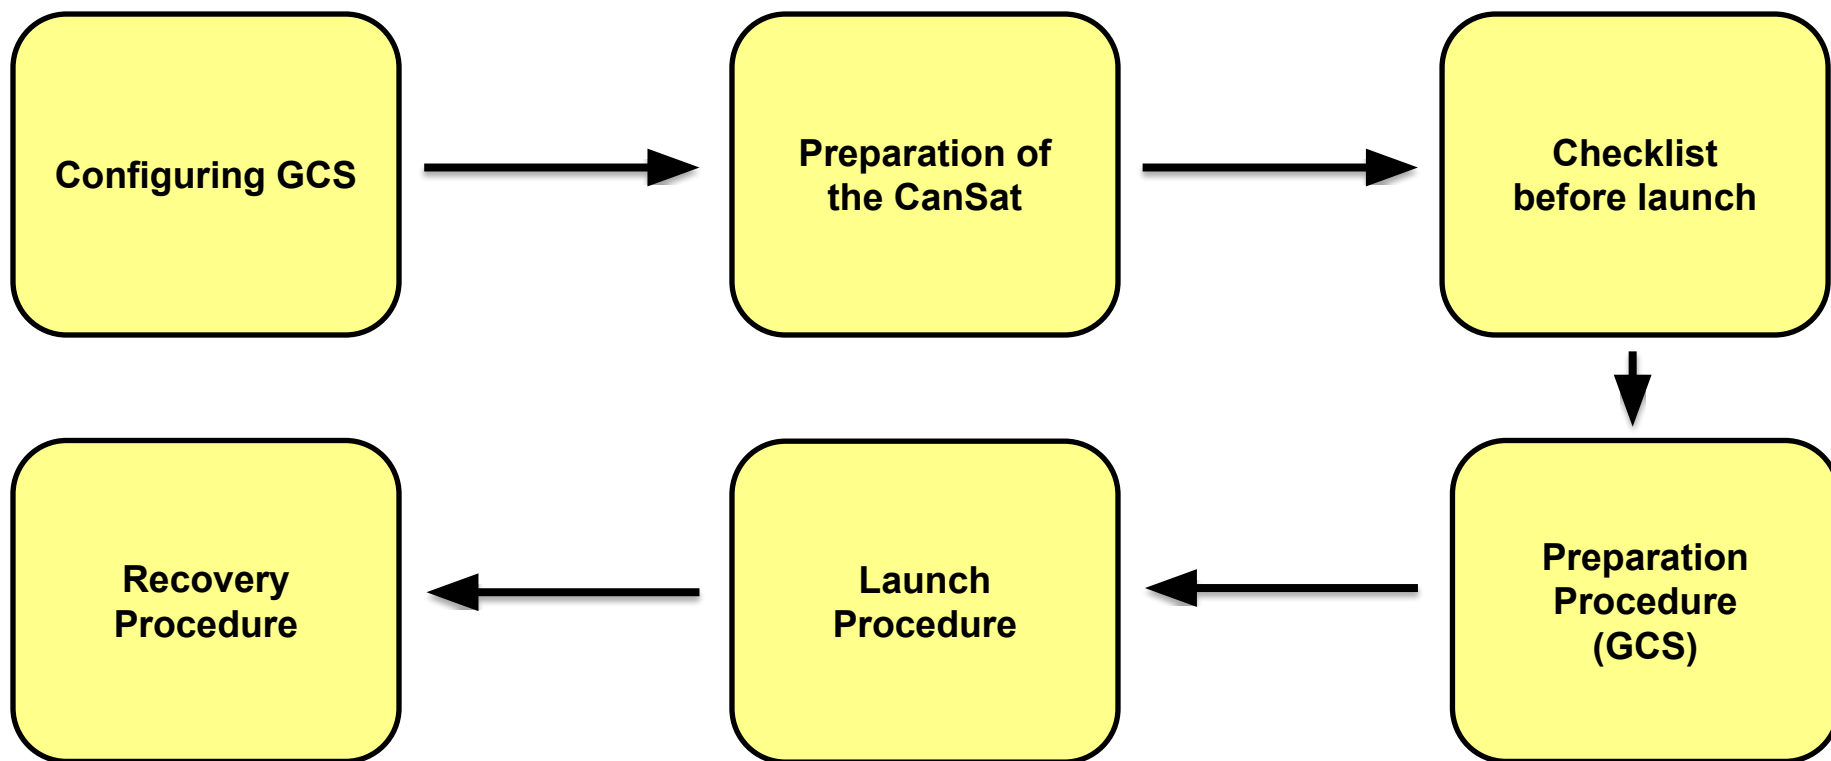 Configuring GCS
Preparation of
the CanSat
Checklist
before launch
Preparation
Procedure
(GCS)
Launch
Procedure
Recovery
Procedure